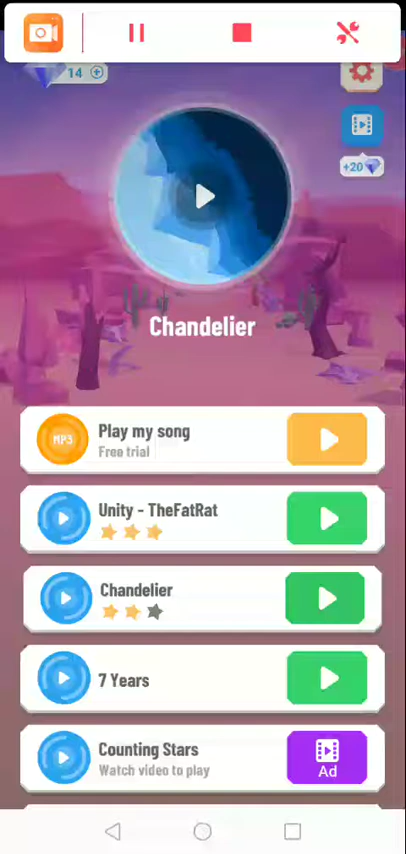 14
+20
Chandelier
MP3
Play my song
Free trial
Unity - TheFatRat
Chandelier
7 Years
Counting Stars
Watch video to play
Ad